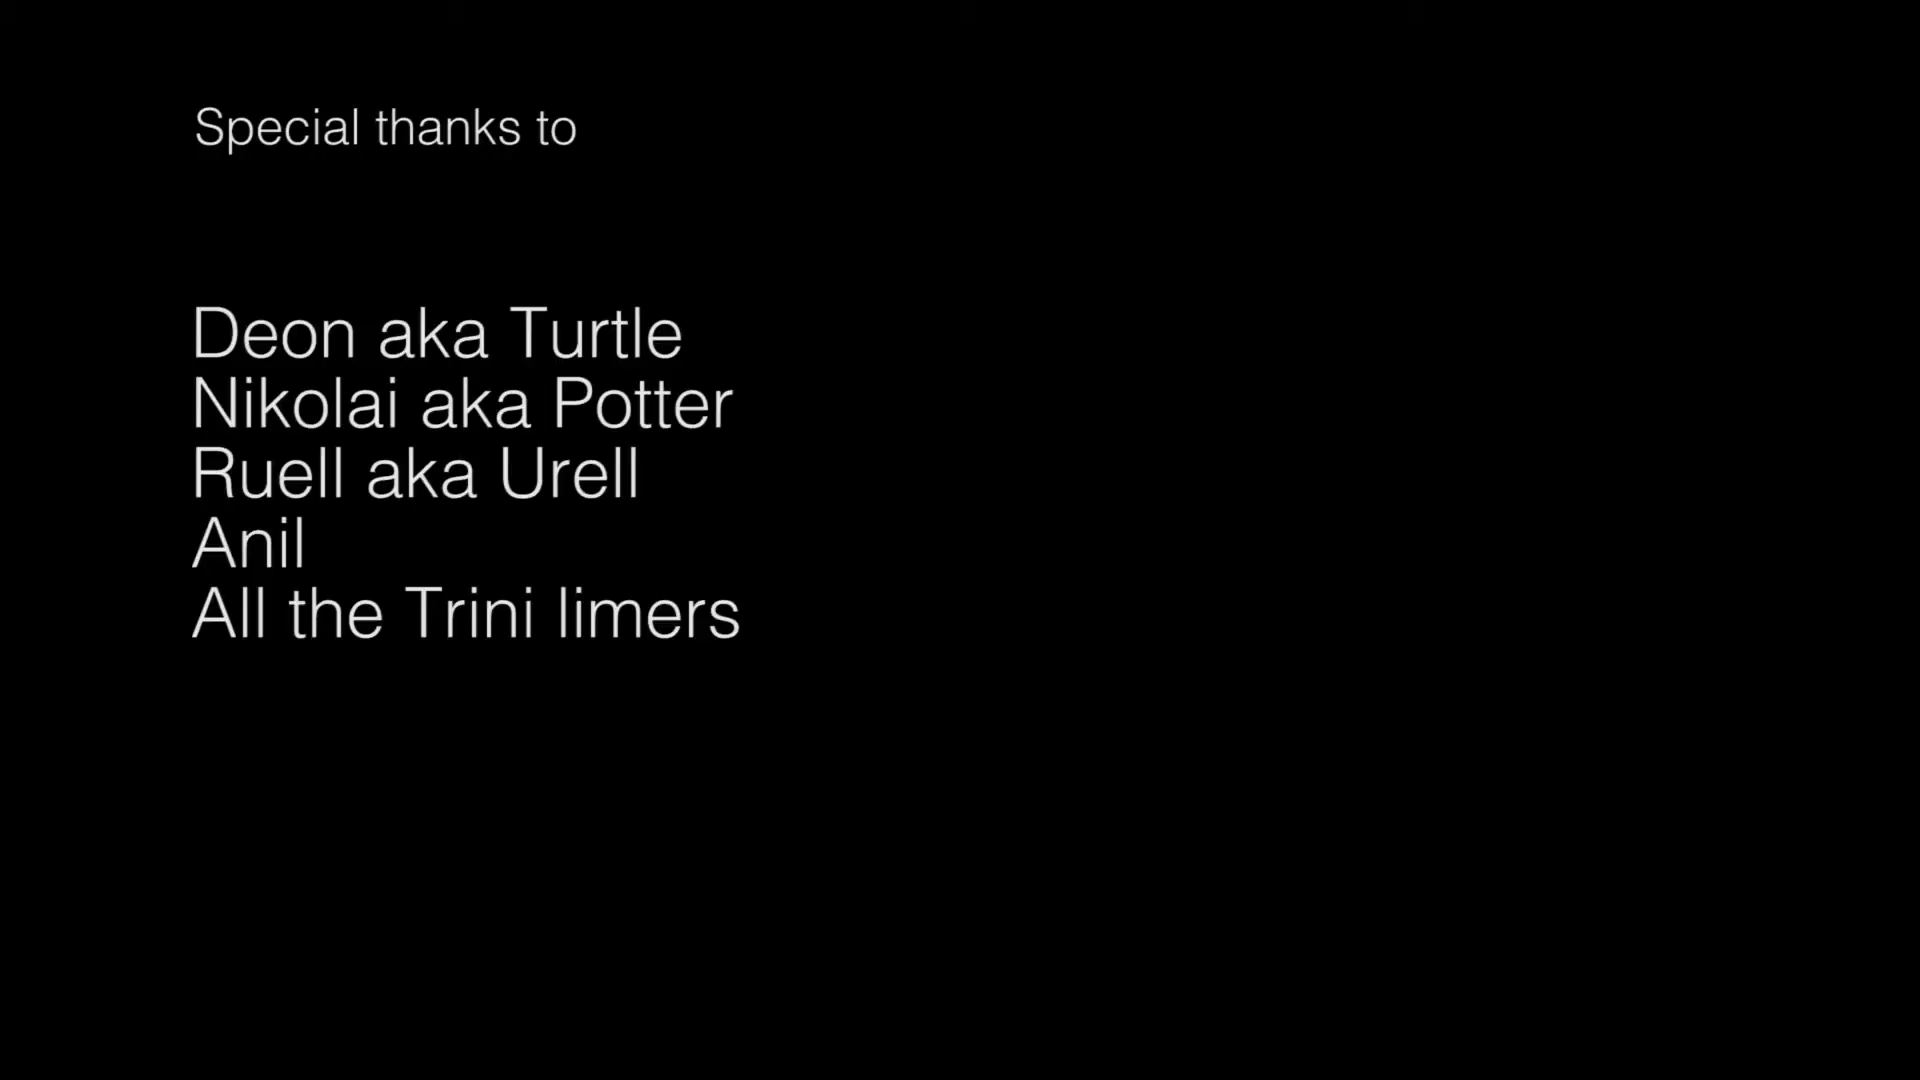 Special thanks to
Deon aka Turtle
Nikolai aka Potter
Ruell aka Urell
Anil
All the Trini limers